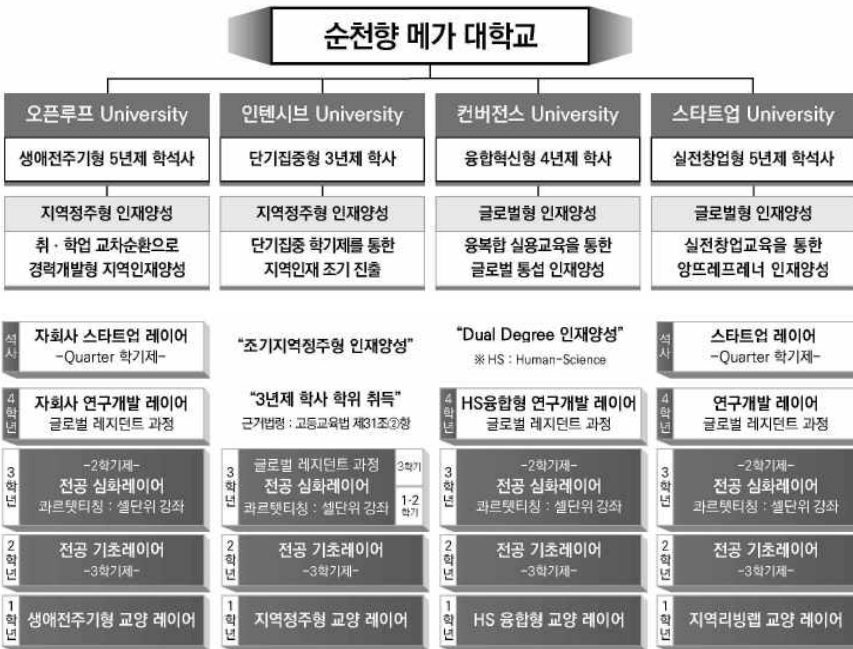 순천향 메가 대학교
오픈루프 University
생애전주기형 5년제 학석사
지역정주형 인재양성
취 · 학업 교차순환으로
경력개발형 지역인재양성
인텐시브 University
단기집중형 3년제 학사
지역정주형 인재양성
단기집중 학기제를 통한
지역인재 조기 진출
컨버전스 University
융합혁신형 4년제 학사
글로벌형 인재양성
융복합 실용교육을 통한
글로벌 통섭 인재양성
스타트업 University
실전창업형 5년제 학석사
글로벌형 인재양성
실전창업교육을 통한
앙뜨레프레너 인재양성
석사
자회사 스타트업 레이어
-Quarter 학기제-
4학년
자회사 연구개발 레이어
글로벌 레지던트 과정
3학년
-2학기제-
전공 심화레이어
콰르텟티칭 : 셀단위 강좌
2학년
전공 기초레이어
-3학기제-
1학년
생애전주기형 교양 레이어
"조기지역정주형 인재양성"
"3년제 학사 학위 취득"
근거법령 : 고등교육법 제31조②항
3학년
글로벌 레지던트 과정
전공 심화레이어
콰르텟티칭 : 셀단위 강좌
3학기
1-2
학기
2학년
전공 기초레이어
-3학기제-
1학년
지역정주형 교양 레이어
"Dual Degree 인재양성"
※ HS : Human-Science
4학년
HS융합형 연구개발 레이어
글로벌 레지던트 과정
3학년
-2학기제-
전공 심화레이어
콰르텟티칭 : 셀단위 강좌
2학년
전공 기초레이어
-3학기제-
1학년
HS 융합형 교양 레이어
석사
스타트업 레이어
-Quarter 학기제-
4학년
연구개발 레이어
글로벌 레지던트 과정
3학년
-2학기제-
전공 심화레이어
콰르텟티칭 : 셀단위 강좌
2학년
전공 기초레이어
-3학기제-
1학년
지역리빙랩 교양 레이어